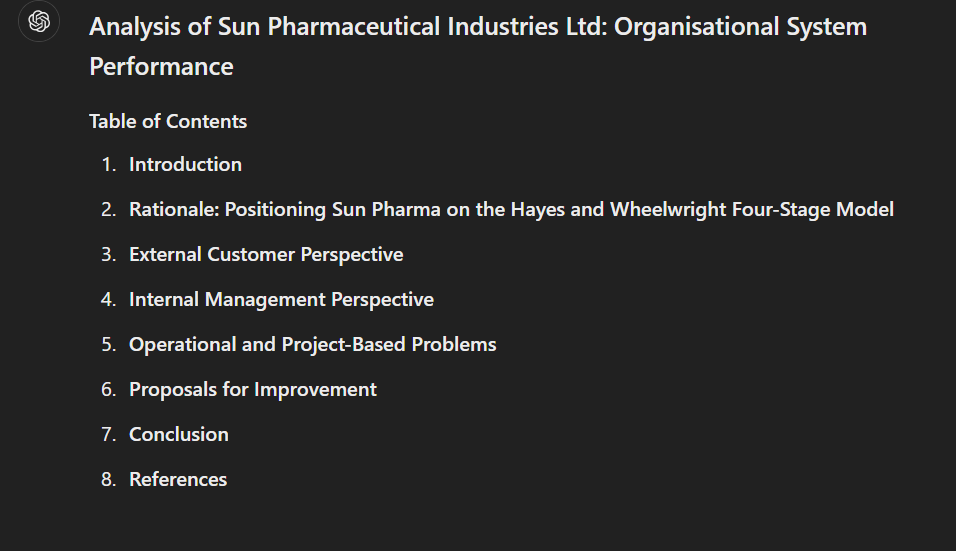 Analysis of Sun Pharmaceutical Industries Ltd: Organisational System
Performance
Table of Contents
1. Introduction
2. Rationale: Positioning Sun Pharma on the Hayes and Wheelwright Four-Stage Model
3. External Customer Perspective
4. Internal Management Perspective
5. Operational and Project-Based Problems
6. Proposals for Improvement
7. Conclusion
8. References